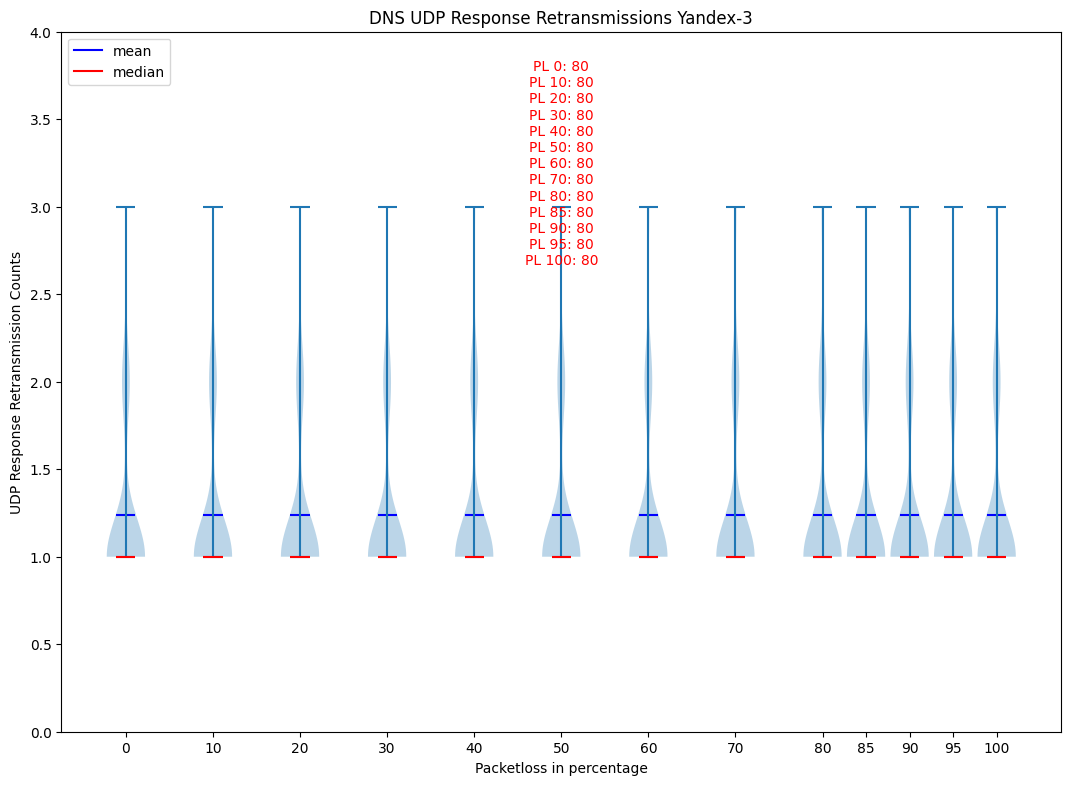 DNS UDP Response Retransmissions Yandex-3
mean
median
PL 0: 80
PL 10: 80
PL 20: 80
PL 30: 80
PL 40: 80
PL 50: 80
PL 60: 80
PL 70: 80
PL 80: 80
PL 85: 80
PL 90: 80
PL 95: 80
PL 100: 80
4.0
3.5
3.0
2.5
2.0
1.5
1.0
0.5
0.0
UDP Response Retransmission Counts
0 10 20 30 40 50 60 70 80 85 90 95 100
Packetloss in percentage